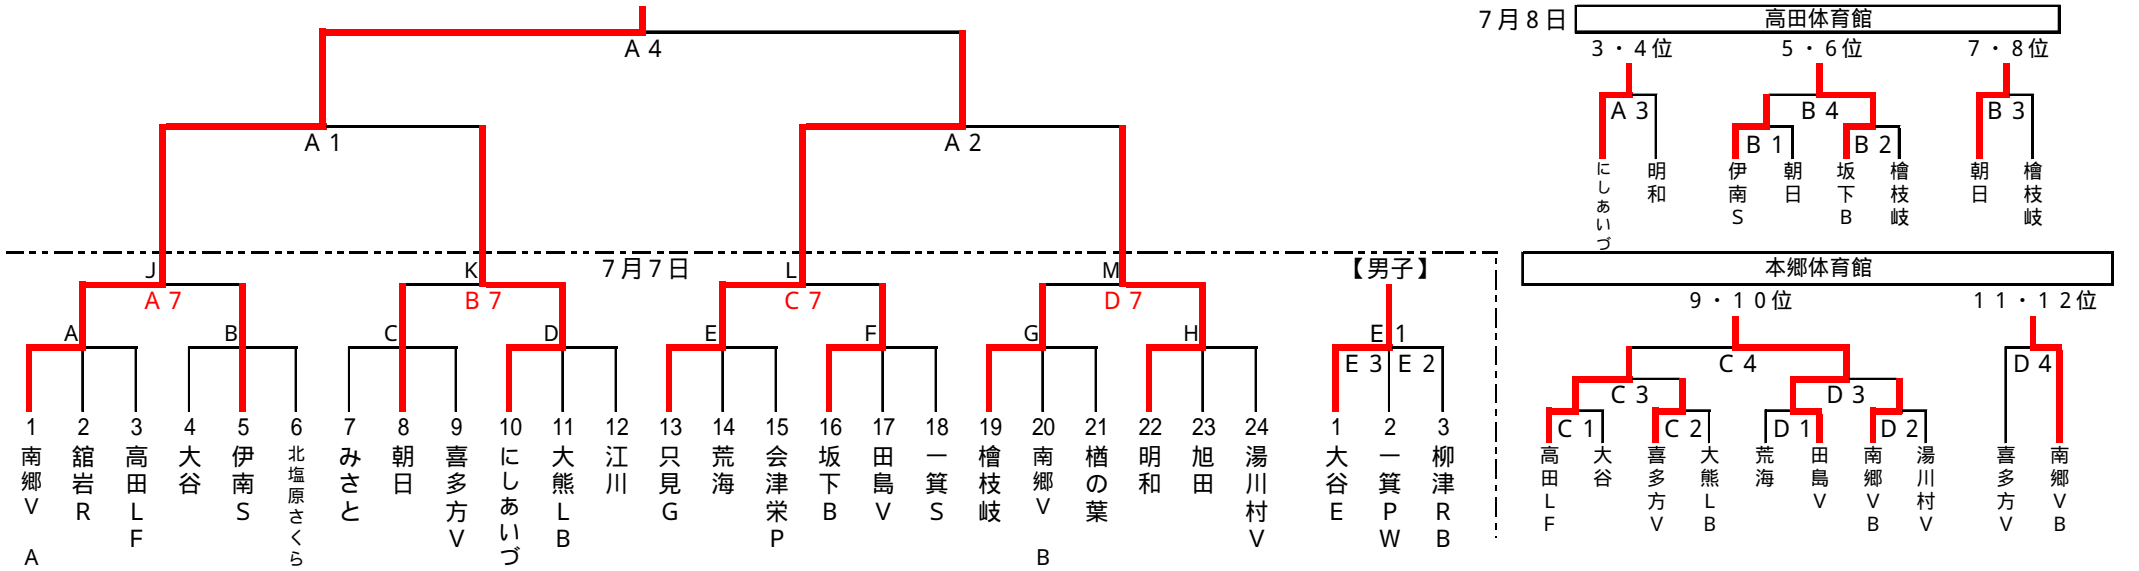 7月8日
高田体育館
3・4位
5・6位
7・8位
A4
A1
A2
A3
B4
B3
B1
B2
にしあいづ
明和
伊南S
朝日
坂下B
檜枝岐
朝日
檜枝岐
7月7日
J
K
L
M
A7
B7
C7
D7
A
B
C
D
E
F
G
H
【男子】
E1
E3
E2
1 南郷V A
2 舘岩R
3 高田LF
4 大谷
5 伊南S
6 北塩原さくら
7 みさと
8 朝日
9 喜多方V
10 にしあいづ
11 大熊LB
12 江川
13 只見G
14 荒海
15 会津栄P
16 坂下B
17 田島V
18 一箕S
19 檜枝岐
20 南郷V B
21 楢の葉
22 明和
23 旭田
24 湯川村V
1 大谷E
2 一箕PW
3 柳津RB
本郷体育館
9・10位
11・12位
C4
D4
C3
D3
C1
C2
D1
D2
高田LF
大谷
喜多方V
大熊LB
荒海
田島V
南郷VB
湯川村V
喜多方V
南郷VB